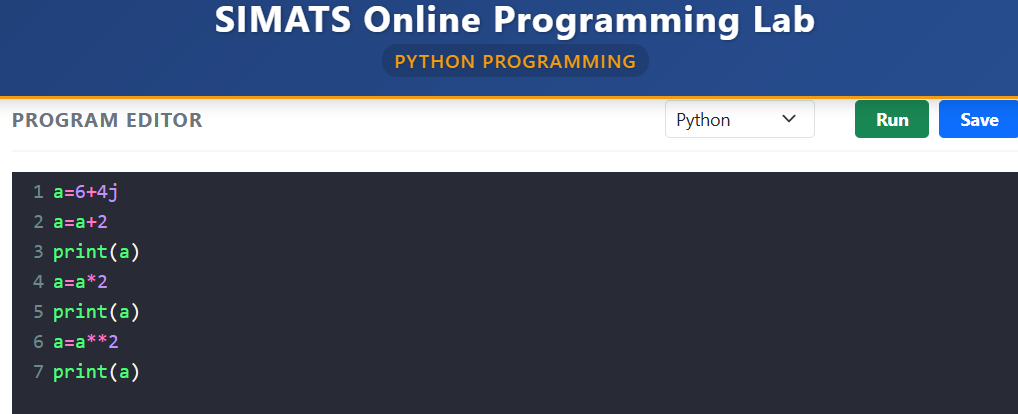 SIMATS Online Programming Lab
PYTHON PROGRAMMING
PROGRAM EDITOR
Python
Run
Save
1 a=6+4j
2 a=a+2
3 print(a)
4 a=a*2
5 print(a)
6 a=a**2
7 print(a)